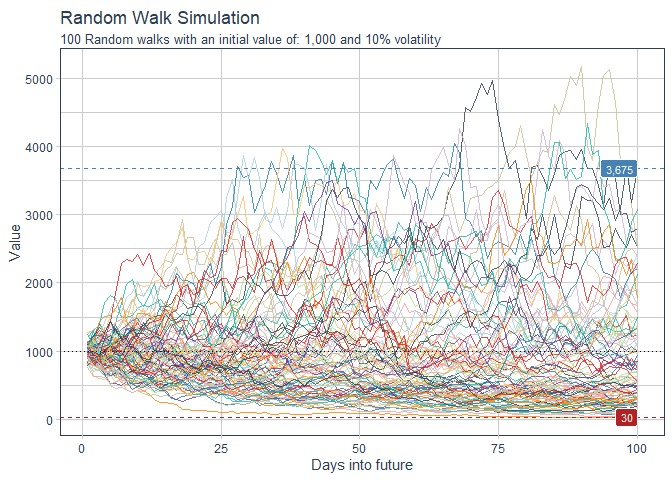 Random Walk Simulation
100 Random walks with an initial value of: 1,000 and 10% volatility
5000
4000
3,675
3000
Value
2000
1000
0
30
0 25 50 75 100
Days into future